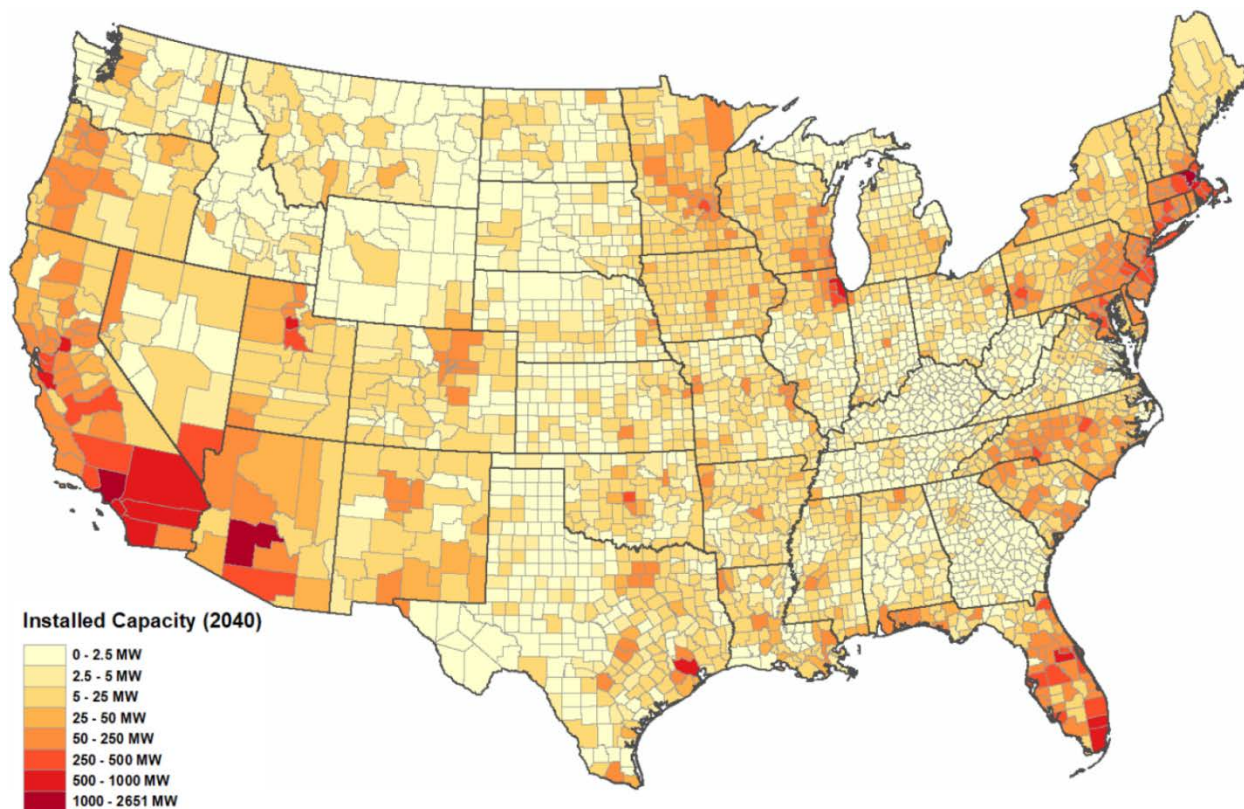 Installed Capacity (2040)
0 - 2.5 MW
2.5 - 5 MW
5 - 25 MW
25 - 50 MW
50 - 250 MW
250 - 500 MW
500 - 1000 MW
1000 - 2651 MW